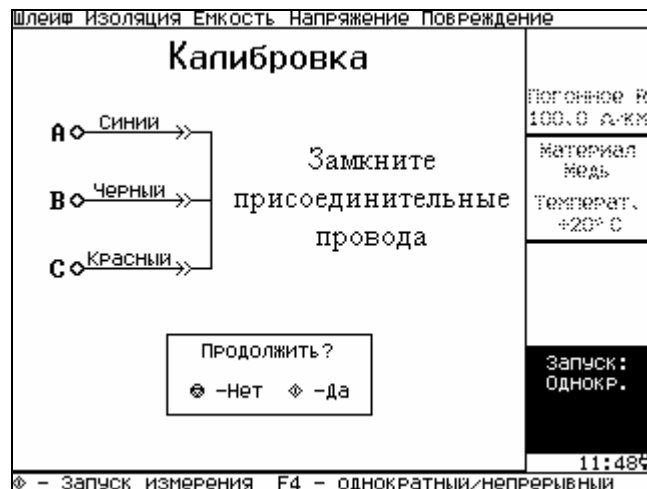 Шлейф Изоляция Емкость Напряжение Повреждение
Калибровка
Погонное R
100.0 Ω/км
A Синий
B Черный
C Красный
Замкните
присоединительные
провода
Материал
Медь
Температ.
+20° C
Продолжить?
-Нет -Да
Запуск:
Однокр.
11:48
- Запуск измерения F4 - однократный/непрерывный